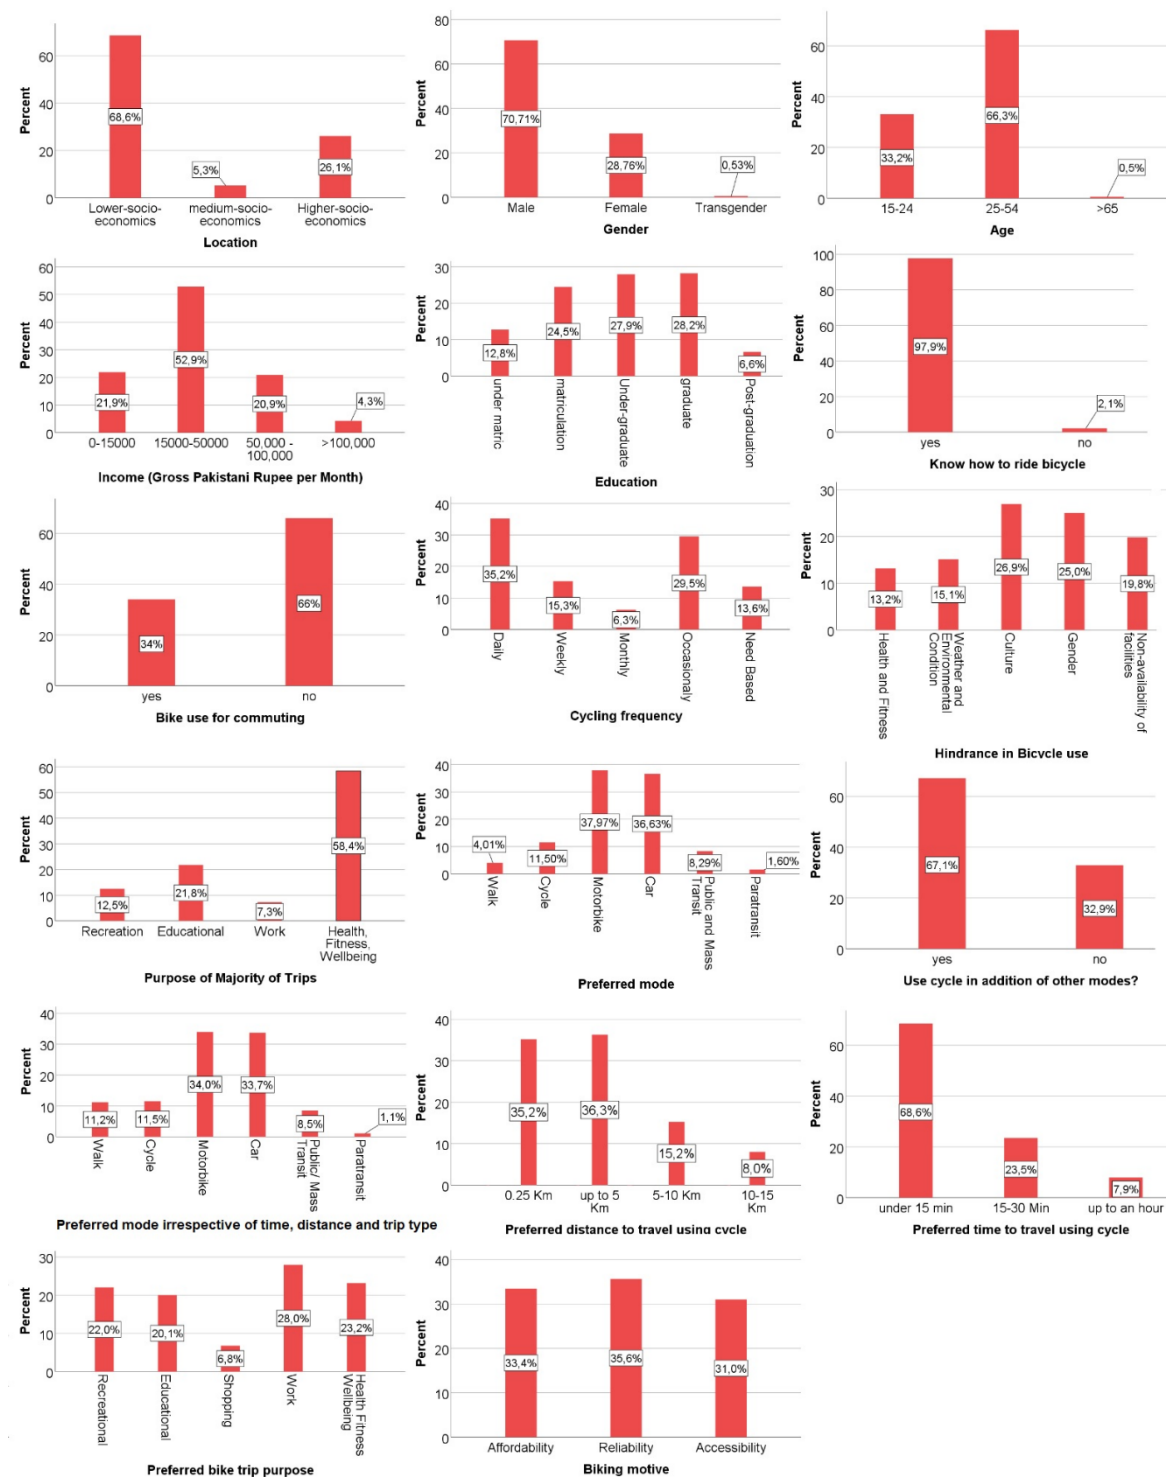 60
40
20
0
Percent
68,6%
5,3%
26,1%
Lower-socio-
economics
medium-socio-
economics
Higher-socio-
economics
Location
80
60
40
20
0
Percent
70,71%
28,76%
0,53%
Male
Female
Transgender
Gender
60
40
20
0
Percent
33,2%
66,3%
0,5%
15-24
25-54
>65
Age
60
50
40
30
20
10
0
Percent
21,9%
52,9%
20,9%
4,3%
0-15000
15000-50000
50,000 -
100,000
>100,000
Income (Gross Pakistani Rupee per Month)
30
20
10
0
Percent
12,8%
24,5%
27,9%
28,2%
6,6%
under matric
matriculation
Under-graduate
graduate
Post-graduation
Education
100
80
60
40
20
0
Percent
97,9%
2,1%
yes
no
Know how to ride bicycle
60
40
20
0
Percent
34%
66%
yes
no
Bike use for commuting
40
30
20
10
0
Percent
35,2%
15,3%
6,3%
29,5%
13,6%
Daily
Weekly
Monthly
Occasionaly
Need Based
Cycling frequency
30
20
10
0
Percent
13,2%
15,1%
26,9%
25,0%
19,8%
Health and Fitness
Weather and
Environmental
Condition
Culture
Gender
Non-availability of
facilities
Hindrance in Bicycle use
60
50
40
30
20
10
0
Percent
12,5%
21,8%
7,3%
58,4%
Recreation
Educational
Work
Health,
Fitness,
Wellbeing
Purpose of Majority of Trips
40
30
20
10
0
Percent
4,01%
11,50%
37,97%
36,63%
8,29%
1,60%
Walk
Cycle
Motorbike
Car
Public and Mass
Transit
Paratransit
Preferred mode
60
40
20
0
Percent
67,1%
32,9%
yes
no
Use cycle in addition of other modes?
40
30
20
10
0
Percent
11,2%
11,5%
34,0%
33,7%
8,5%
1,1%
Walk
Cycle
Motorbike
Car
Public/ Mass
Transit
Paratransit
Preferred mode irrespective of time, distance and trip type
40
30
20
10
0
Percent
35,2%
36,3%
15,2%
8,0%
0.25 Km
up to 5
Km
5-10 Km
10-15
Km
Preferred distance to travel using cycle
60
40
20
0
Percent
68,6%
23,5%
7,9%
under 15 min
15-30 Min
up to an hour
Preferred time to travel using cycle
30
20
10
0
Percent
22,0%
20,1%
6,8%
28,0%
23,2%
Recreational
Educational
Shopping
Work
Health Fitness
Wellbeing
Preferred bike trip purpose
40
30
20
10
0
Percent
33,4%
35,6%
31,0%
Affordability
Reliability
Accessibility
Biking motive